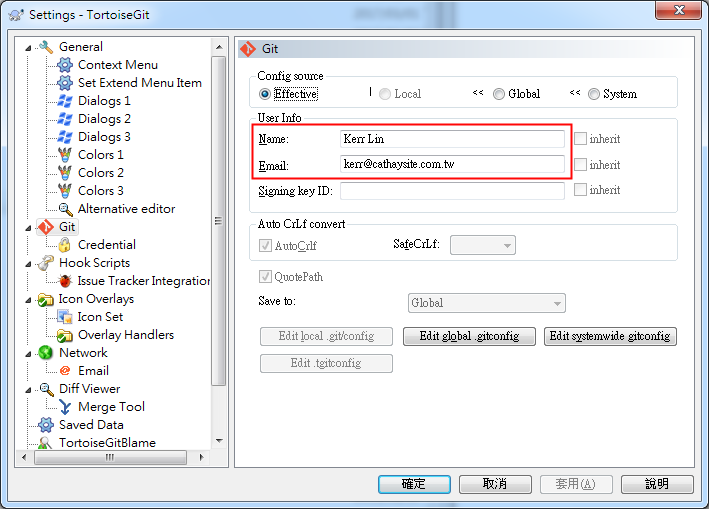 Settings - TortoiseGit
General
Context Menu
Set Extend Menu Item
Dialogs 1
Dialogs 2
Dialogs 3
Colors 1
Colors 2
Colors 3
Alternative editor
Git
Credential
Hook Scripts
Issue Tracker Integration
Icon Overlays
Icon Set
Overlay Handlers
Network
Email
Diff Viewer
Merge Tool
Saved Data
TortoiseGitBlame
Git
Config source
Effective | Local << Global << System
User Info
Name: Kerr Lin inherit
Email: kerr@cathaysite.com.tw inherit
Signing key ID: inherit
Auto CrLf convert
AutoCrlf SafeCrLf:
QuotePath
Save to: Global
Edit local .git/config Edit global .gitconfig Edit systemwide gitconfig
Edit .tgitconfig
確定 取消 套用(A) 說明